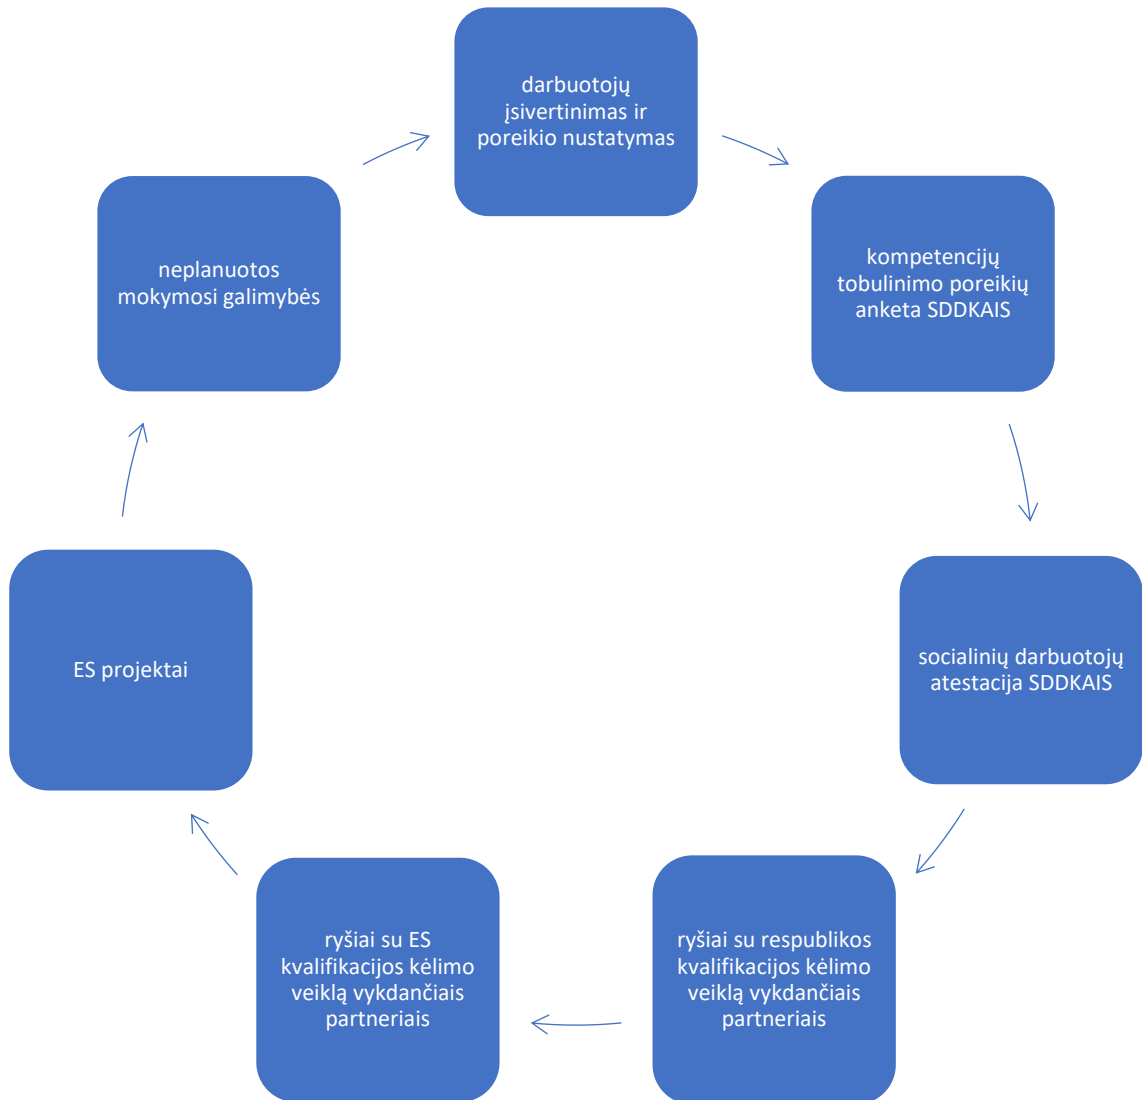 darbuotojų
įsivertinimas ir
poreikio nustatymas
kompetencijų
tobulinimo poreikių
anketa SDDKAIS
socialinių darbuotojų
atestacija SDDKAIS
ryšiai su respublikos
kvalifikacijos kėlimo
veiklą vykdančiais
partneriais
ryšiai su ES
kvalifikacijos kėlimo
veiklą vykdančiais
partneriais
ES projektai
neplanuotos
mokymosi galimybės